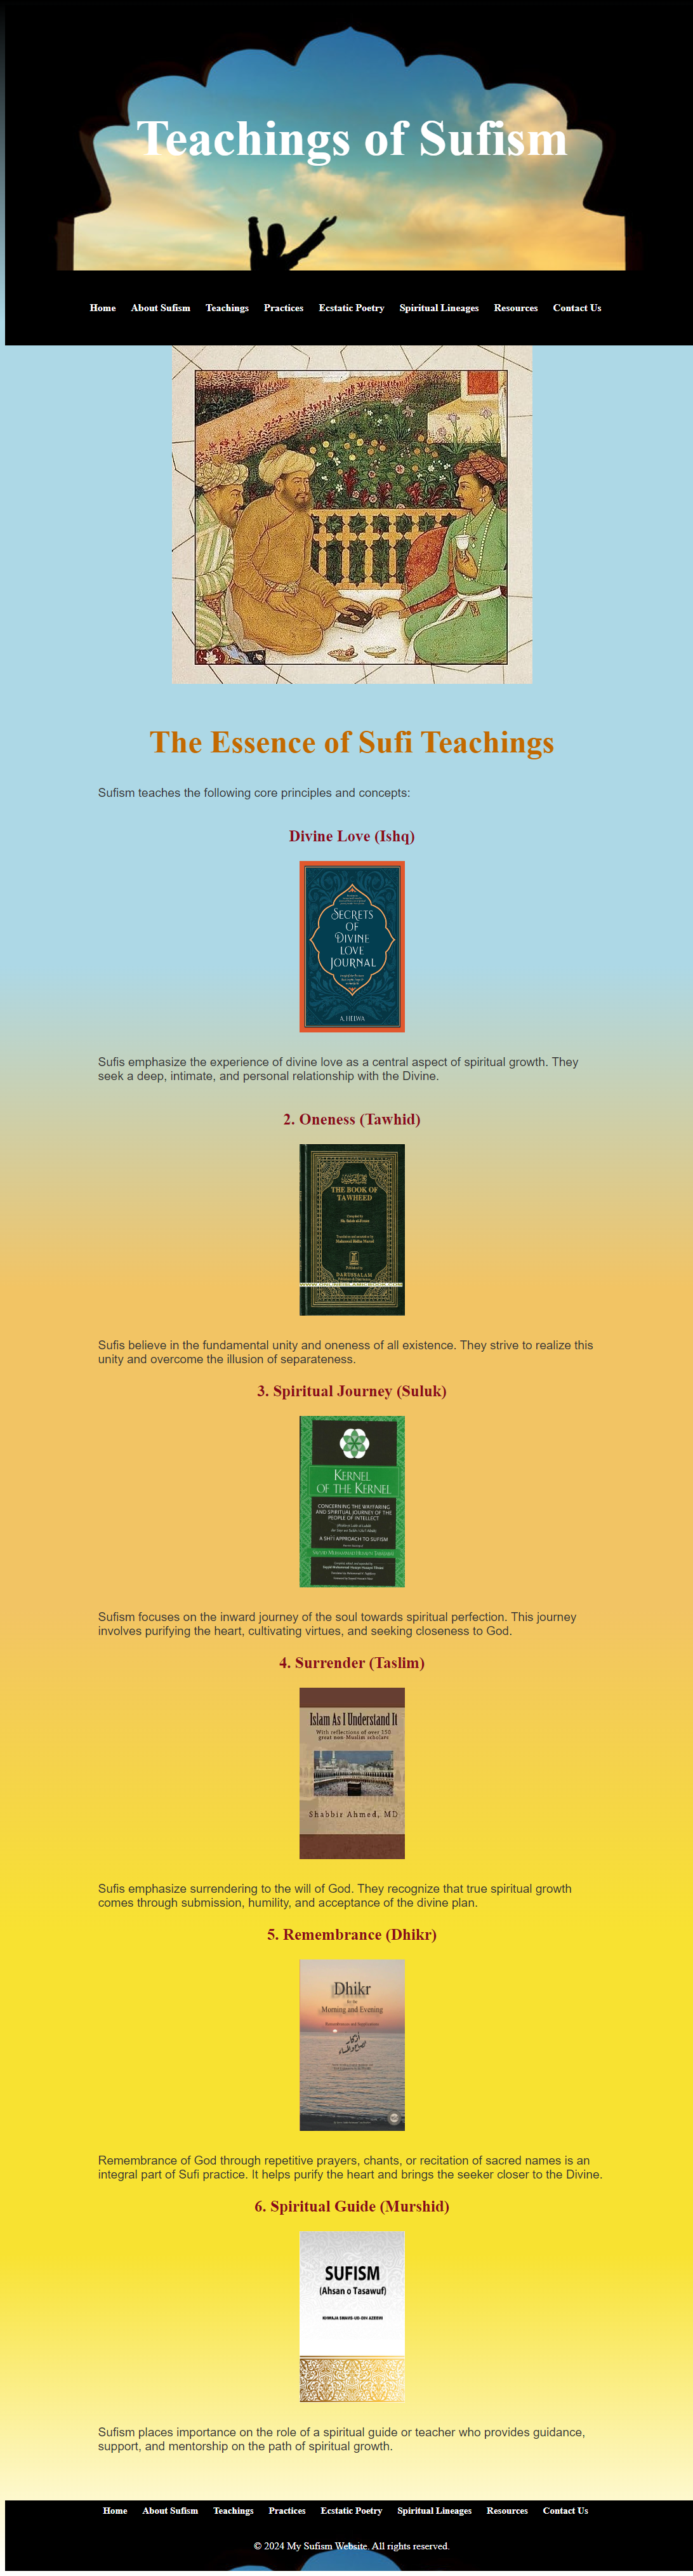 Teachings of Sufism
Home About Sufism Teachings Practices Ecstatic Poetry Spiritual Lineages Resources Contact Us
The Essence of Sufi Teachings
Sufism teaches the following core principles and concepts:
Divine Love (Ishq)
SECRETS
OF
DIVINE
LOVE
JOURNAL
A. HELWA
Sufis emphasize the experience of divine love as a central aspect of spiritual growth. They
seek a deep, intimate, and personal relationship with the Divine.
2. Oneness (Tawhid)
THE BOOK OF
TAWHEED
DARUSSALAM
Sufis believe in the fundamental unity and oneness of all existence. They strive to realize this
unity and overcome the illusion of separateness.
3. Spiritual Journey (Suluk)
KERNEL
OF THE KERNEL
CONCERNING THE WAYFARING
AND SPIRITUAL JOURNEY OF THE
PEOPLE OF INTELLECT
A SHI'I APPROACH TO SUFISM
Sufism focuses on the inward journey of the soul towards spiritual perfection. This journey
involves purifying the heart, cultivating virtues, and seeking closeness to God.
4. Surrender (Taslim)
Islam As I Understand It
With reflections of over 150
great non-Muslim scholars
Shabbir Ahmed, MD
Sufis emphasize surrendering to the will of God. They recognize that true spiritual growth
comes through submission, humility, and acceptance of the divine plan.
5. Remembrance (Dhikr)
Dhikr
for the
Morning and Evening
Remembrance of God through repetitive prayers, chants, or recitation of sacred names is an
integral part of Sufi practice. It helps purify the heart and brings the seeker closer to the Divine.
6. Spiritual Guide (Murshid)
SUFISM
(Ahsan o Tasawuf)
Sufism places importance on the role of a spiritual guide or teacher who provides guidance,
support, and mentorship on the path of spiritual growth.
Home About Sufism Teachings Practices Ecstatic Poetry Spiritual Lineages Resources Contact Us
© 2024 My Sufism Website. All rights reserved.